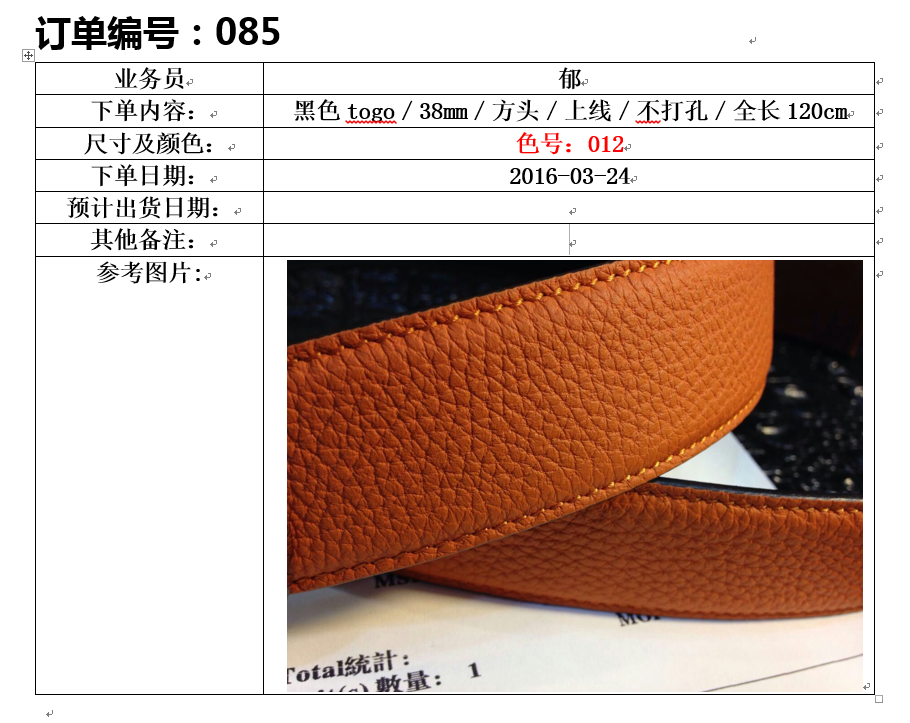 订单编号：085
业务员 郁
下单内容： 黑色 togo / 38mm / 方头 / 上线 / 不打孔 / 全长 120cm
尺寸及颜色： 色号：012
下单日期： 2016-03-24
预计出货日期：
其他备注：
参考图片:
Total統計：
數量： 1